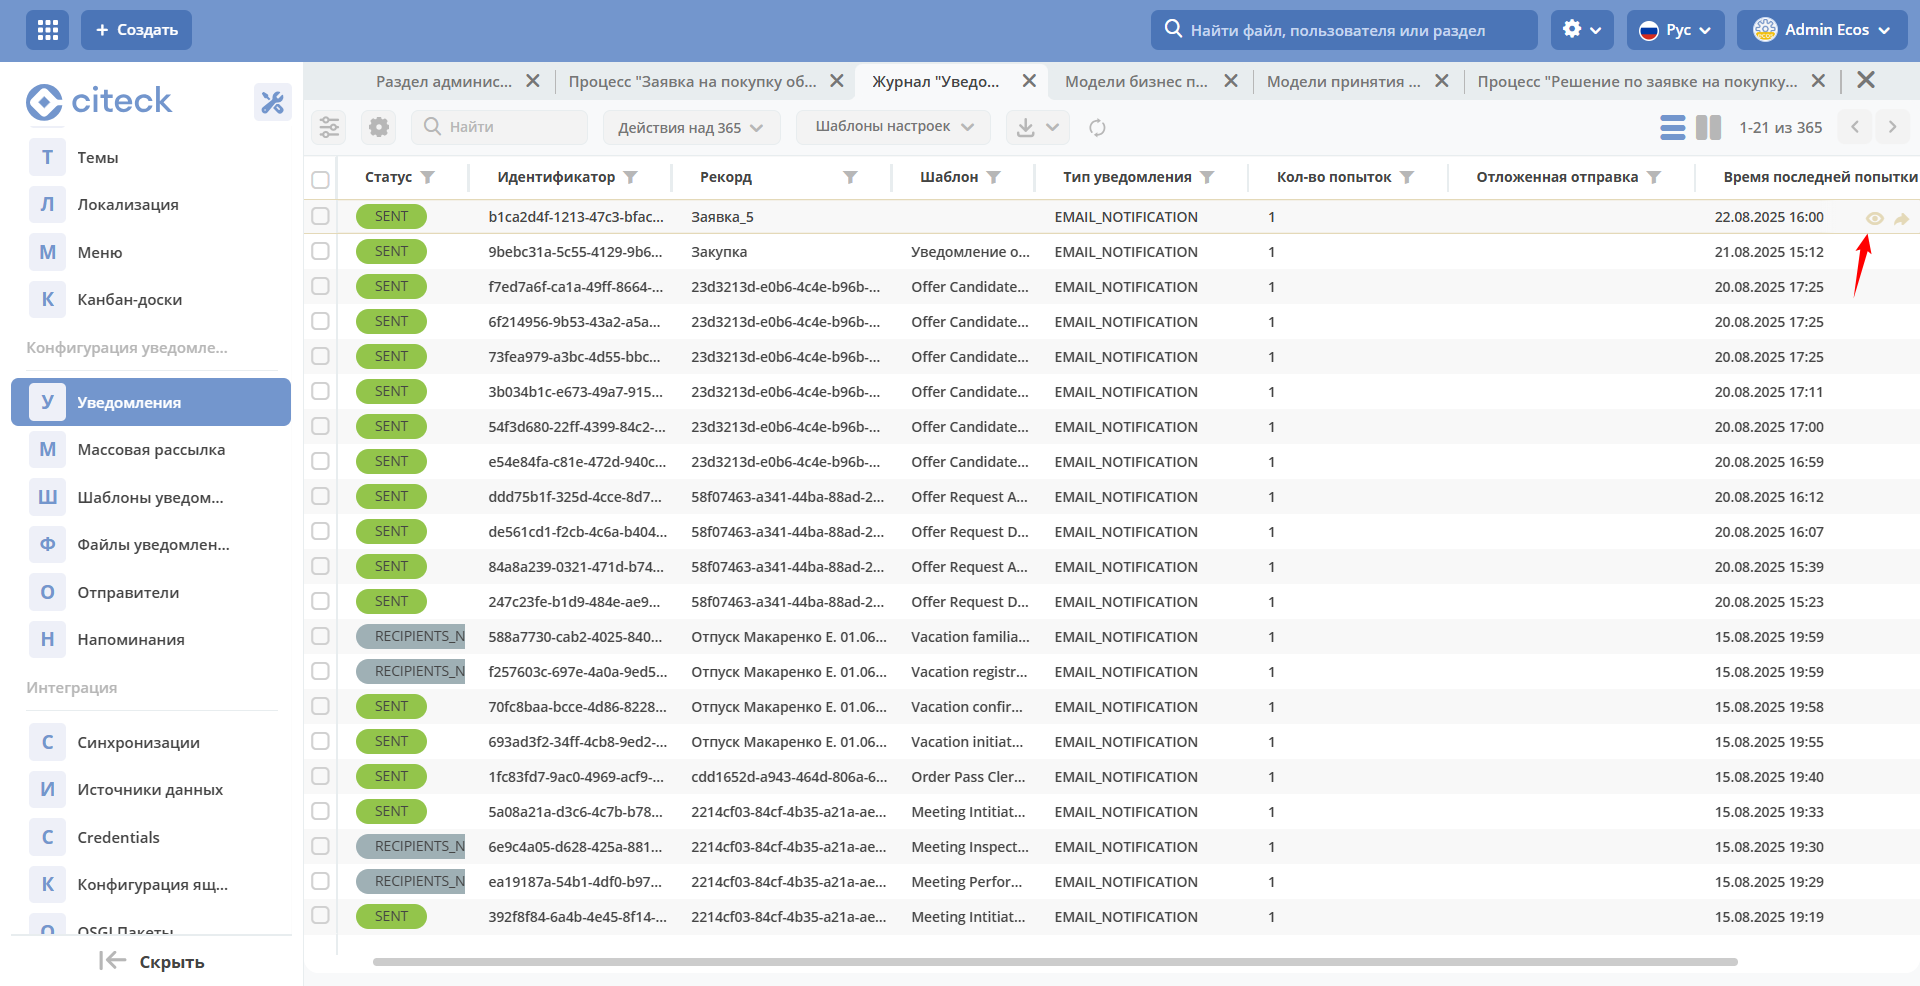 + Создать
Найти файл, пользователя или раздел
Рус
Admin Ecos
citeck
Т Темы
Л Локализация
М Меню
К Канбан-доски
Конфигурация уведомле...
У Уведомления
М Массовая рассылка
Ш Шаблоны уведом...
Ф Файлы уведомлен...
О Отправители
Н Напоминания
Интеграция
С Синхронизации
И Источники данных
C Credentials
К Конфигурация ящ...
O OSGI Пакеты
Скрыть
Раздел админис...
Процесс "Заявка на покупку об...
Журнал "Уведо...
Модели бизнес п...
Модели принятия ...
Процесс "Решение по заявке на покупку...
Найти
Действия над 365
Шаблоны настроек
1-21 из 365
Статус Идентификатор Рекорд Шаблон Тип уведомления Кол-во попыток Отложенная отправка Время последней попытки
SENT b1ca2d4f-1213-47c3-bfac... Заявка_5 EMAIL_NOTIFICATION 1 22.08.2025 16:00
SENT 9bebc31a-5c55-4129-9b6... Закупка Уведомление о... EMAIL_NOTIFICATION 1 21.08.2025 15:12
SENT f7ed7a6f-ca1a-49ff-8664-... 23d3213d-e0b6-4c4e-b96b-... Offer Candidate... EMAIL_NOTIFICATION 1 20.08.2025 17:25
SENT 6f214956-9b53-43a2-a5a... 23d3213d-e0b6-4c4e-b96b-... Offer Candidate... EMAIL_NOTIFICATION 1 20.08.2025 17:25
SENT 73fea979-a3bc-4d55-bbc... 23d3213d-e0b6-4c4e-b96b-... Offer Candidate... EMAIL_NOTIFICATION 1 20.08.2025 17:25
SENT 3b034b1c-e673-49a7-915... 23d3213d-e0b6-4c4e-b96b-... Offer Candidate... EMAIL_NOTIFICATION 1 20.08.2025 17:11
SENT 54f3d680-22ff-4399-84c2-... 23d3213d-e0b6-4c4e-b96b-... Offer Candidate... EMAIL_NOTIFICATION 1 20.08.2025 17:00
SENT e54e84fa-c81e-472d-940c... 23d3213d-e0b6-4c4e-b96b-... Offer Candidate... EMAIL_NOTIFICATION 1 20.08.2025 16:59
SENT ddd75b1f-325d-4cce-8d7... 58f07463-a341-44ba-88ad-2... Offer Request A... EMAIL_NOTIFICATION 1 20.08.2025 16:12
SENT de561cd1-f2cb-4c6a-b404... 58f07463-a341-44ba-88ad-2... Offer Request D... EMAIL_NOTIFICATION 1 20.08.2025 16:07
SENT 84a8a239-0321-471d-b74... 58f07463-a341-44ba-88ad-2... Offer Request A... EMAIL_NOTIFICATION 1 20.08.2025 15:39
SENT 247c23fe-b1d9-484e-ae9... 58f07463-a341-44ba-88ad-2... Offer Request D... EMAIL_NOTIFICATION 1 20.08.2025 15:23
RECIPIENTS_N 588a7730-cab2-4025-840... Отпуск Макаренко Е. 01.06... Vacation familia... EMAIL_NOTIFICATION 1 15.08.2025 19:59
RECIPIENTS_N f257603c-697e-4a0a-9ed5... Отпуск Макаренко Е. 01.06... Vacation registr... EMAIL_NOTIFICATION 1 15.08.2025 19:59
SENT 70fc8baa-bcce-4d86-8228... Отпуск Макаренко Е. 01.06... Vacation confir... EMAIL_NOTIFICATION 1 15.08.2025 19:58
SENT 693ad3f2-34ff-4cb8-9ed2-... Отпуск Макаренко Е. 01.06... Vacation initiat... EMAIL_NOTIFICATION 1 15.08.2025 19:55
SENT 1fc83fd7-9ac0-4969-acf9-... cdd1652d-a943-464d-806a-6... Order Pass Cler... EMAIL_NOTIFICATION 1 15.08.2025 19:40
SENT 5a08a21a-d3c6-4c7b-b78... 2214cf03-84cf-4b35-a21a-ae... Meeting Intitiat... EMAIL_NOTIFICATION 1 15.08.2025 19:33
RECIPIENTS_N 6e9c4a05-d628-425a-881... 2214cf03-84cf-4b35-a21a-ae... Meeting Inspect... EMAIL_NOTIFICATION 1 15.08.2025 19:30
RECIPIENTS_N ea19187a-54b1-4df0-b97... 2214cf03-84cf-4b35-a21a-ae... Meeting Perfor... EMAIL_NOTIFICATION 1 15.08.2025 19:29
SENT 392f8f84-6a4b-4e45-8f14-... 2214cf03-84cf-4b35-a21a-ae... Meeting Intitiat... EMAIL_NOTIFICATION 1 15.08.2025 19:19